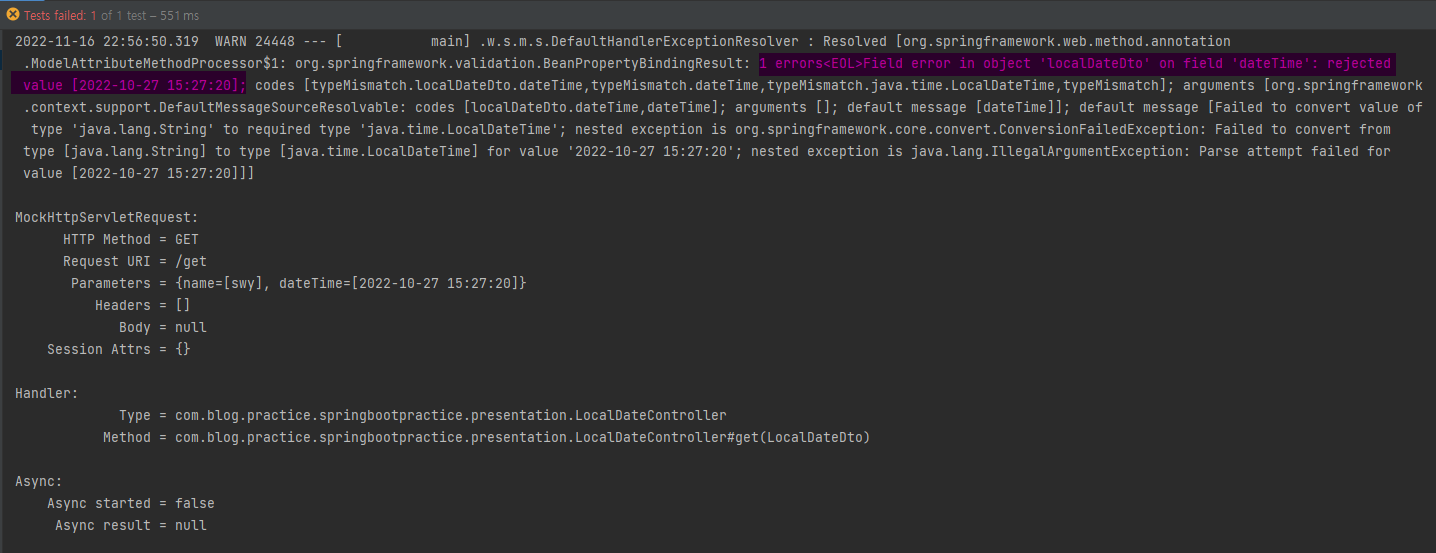 Tests failed: 1 of 1 test – 551 ms
2022-11-16 22:56:50.319  WARN 24448 --- [           main] .w.s.m.s.DefaultHandlerExceptionResolver : Resolved [org.springframework.web.method.annotation
.ModelAttributeMethodProcessor$1: org.springframework.validation.BeanPropertyBindingResult: 1 errors<EOL>Field error in object 'localDateDto' on field 'dateTime': rejected
value [2022-10-27 15:27:20]; codes [typeMismatch.localDateDto.dateTime,typeMismatch.dateTime,typeMismatch.java.time.LocalDateTime,typeMismatch]; arguments [org.springframework
.context.support.DefaultMessageSourceResolvable: codes [localDateDto.dateTime,dateTime]; arguments []; default message [dateTime]]; default message [Failed to convert value of
type 'java.lang.String' to required type 'java.time.LocalDateTime'; nested exception is org.springframework.core.convert.ConversionFailedException: Failed to convert from
type [java.lang.String] to type [java.time.LocalDateTime] for value '2022-10-27 15:27:20'; nested exception is java.lang.IllegalArgumentException: Parse attempt failed for
value [2022-10-27 15:27:20]]]
MockHttpServletRequest:
HTTP Method = GET
Request URI = /get
Parameters = {name=[swy], dateTime=[2022-10-27 15:27:20]}
Headers = []
Body = null
Session Attrs = {}
Handler:
Type = com.blog.practice.springbootpractice.presentation.LocalDateController
Method = com.blog.practice.springbootpractice.presentation.LocalDateController#get(LocalDateDto)
Async:
Async started = false
Async result = null